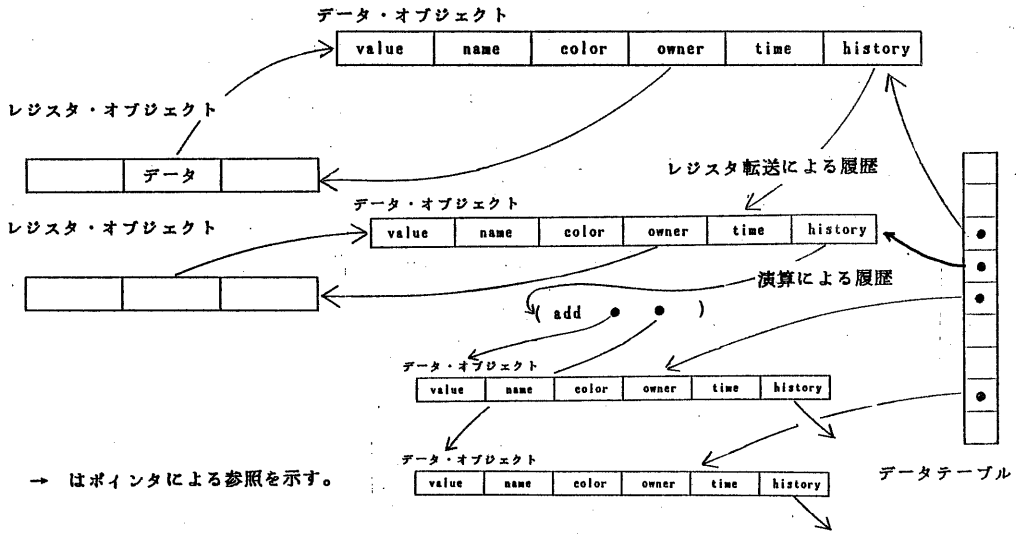 データ・オブジェクト
value name color owner time history
レジスタ・オブジェクト
データ
レジスタ転送による履歴
データ・オブジェクト
レジスタ・オブジェクト
value name color owner time history
演算による履歴
( add ● ● )
データ・オブジェクト
value name color owner time history
データ・オブジェクト
→ はポインタによる参照を示す。
value name color owner time history
データテーブル